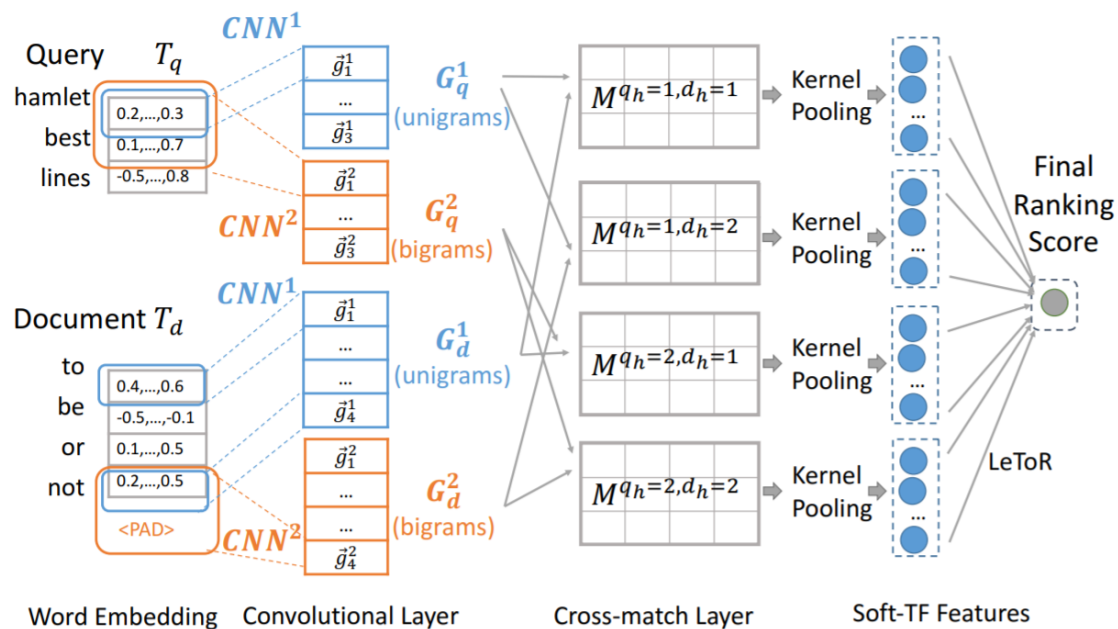 Query T_q
hamlet
best
lines
0.2,...,0.3
0.1,...,0.7
-0.5,...,0.8
CNN^1
CNN^2
g⃗_1^1
...
g⃗_3^1
g⃗_1^2
...
g⃗_3^2
G_q^1
(unigrams)
G_q^2
(bigrams)
Document T_d
to
be
or
not
0.4,...,0.6
-0.5,...,-0.1
0.1,...,0.5
0.2,...,0.5
<PAD>
CNN^1
CNN^2
g⃗_1^1
...
...
g⃗_4^1
g⃗_1^2
...
...
g⃗_4^2
G_d^1
(unigrams)
G_d^2
(bigrams)
M^{q_h=1,d_h=1}
M^{q_h=1,d_h=2}
M^{q_h=2,d_h=1}
M^{q_h=2,d_h=2}
Kernel
Pooling
Kernel
Pooling
Kernel
Pooling
Kernel
Pooling
...
...
...
...
Final
Ranking
Score
LeToR
Word Embedding
Convolutional Layer
Cross-match Layer
Soft-TF Features